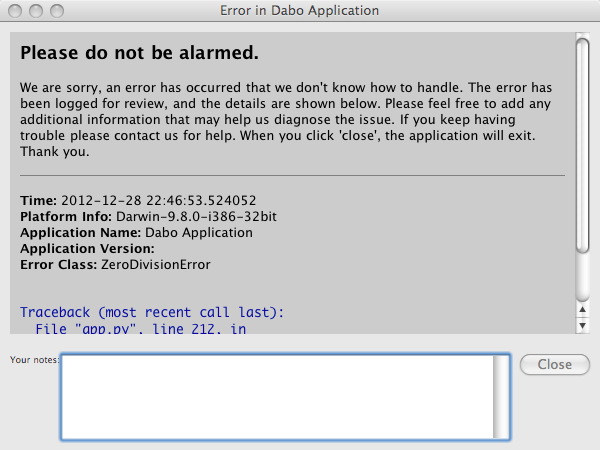 Error in Dabo Application
Please do not be alarmed.
We are sorry, an error has occurred that we don't know how to handle. The error has
been logged for review, and the details are shown below. Please feel free to add any
additional information that may help us diagnose the issue. If you keep having
trouble please contact us for help. When you click 'close', the application will exit.
Thank you.
Time: 2012-12-28 22:46:53.524052
Platform Info: Darwin-9.8.0-i386-32bit
Application Name: Dabo Application
Application Version:
Error Class: ZeroDivisionError
Traceback (most recent call last):
File "app.py", line 212, in
Your notes:
Close